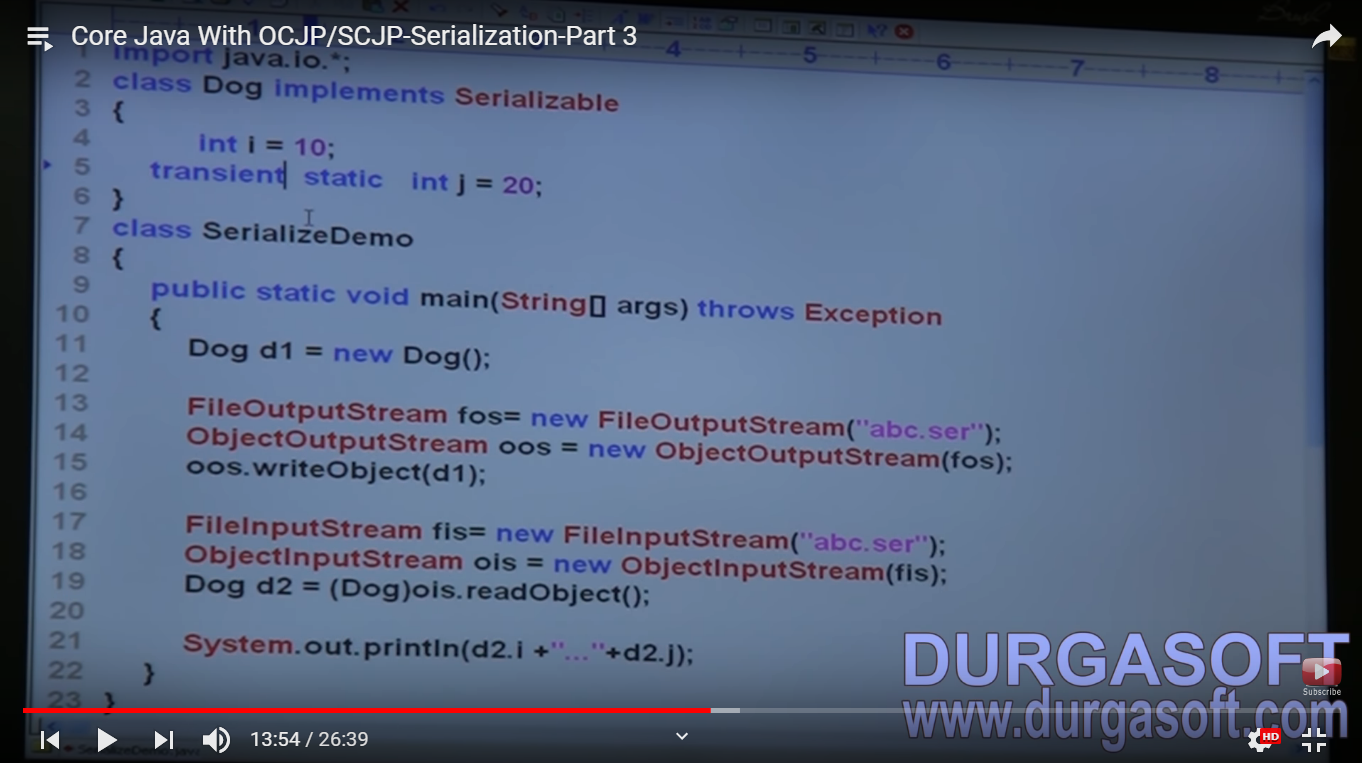 Core Java With OCJP/SCJP-Serialization-Part 3
4 5 6 7 8
1 import java.io.*;
2 class Dog implements Serializable
3 {
4 int i = 10;
5 transient static int j = 20;
6 }
7 class SerializeDemo
8 {
9 public static void main(String[] args) throws Exception
10 {
11 Dog d1 = new Dog();
12
13 FileOutputStream fos= new FileOutputStream("abc.ser");
14 ObjectOutputStream oos = new ObjectOutputStream(fos);
15 oos.writeObject(d1);
16
17 FileInputStream fis= new FileInputStream("abc.ser");
18 ObjectInputStream ois = new ObjectInputStream(fis);
19 Dog d2 = (Dog)ois.readObject();
20
21 System.out.println(d2.i +"..."+d2.j);
22 }
23 }
DURGASOFT
Subscribe
www.durgasoft.com
13:54 / 26:39
HD